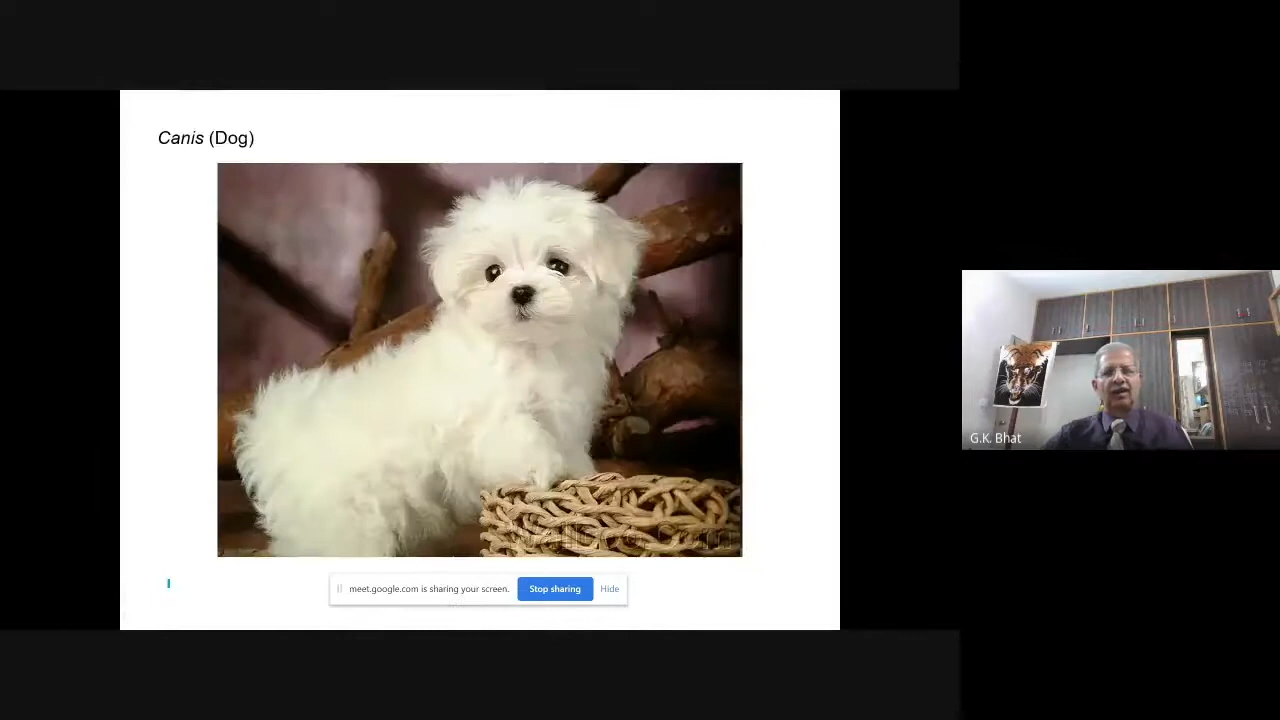 Canis (Dog)
meet.google.com is sharing your screen. Stop sharing Hide
G.K. Bhat